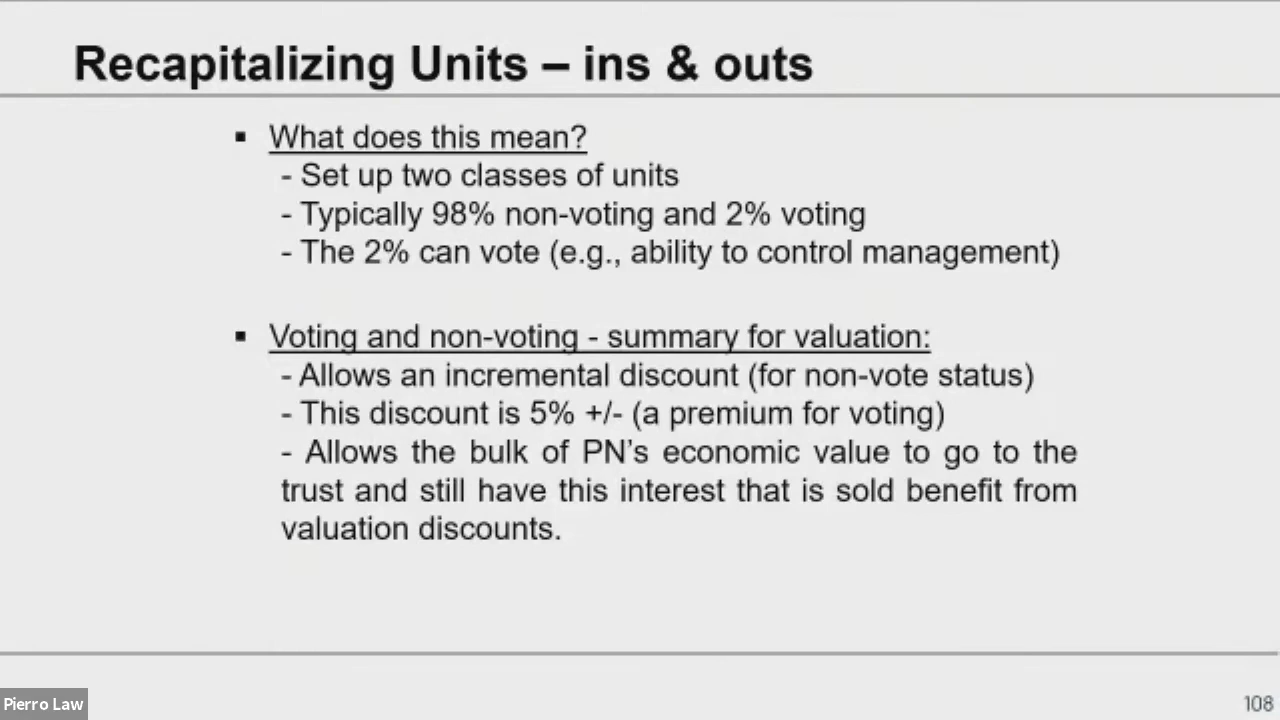 Recapitalizing Units – ins & outs
▪ What does this mean?
- Set up two classes of units
- Typically 98% non-voting and 2% voting
- The 2% can vote (e.g., ability to control management)
▪ Voting and non-voting - summary for valuation:
- Allows an incremental discount (for non-vote status)
- This discount is 5% +/- (a premium for voting)
- Allows the bulk of PN’s economic value to go to the
trust and still have this interest that is sold benefit from
valuation discounts.
Pierro Law
108